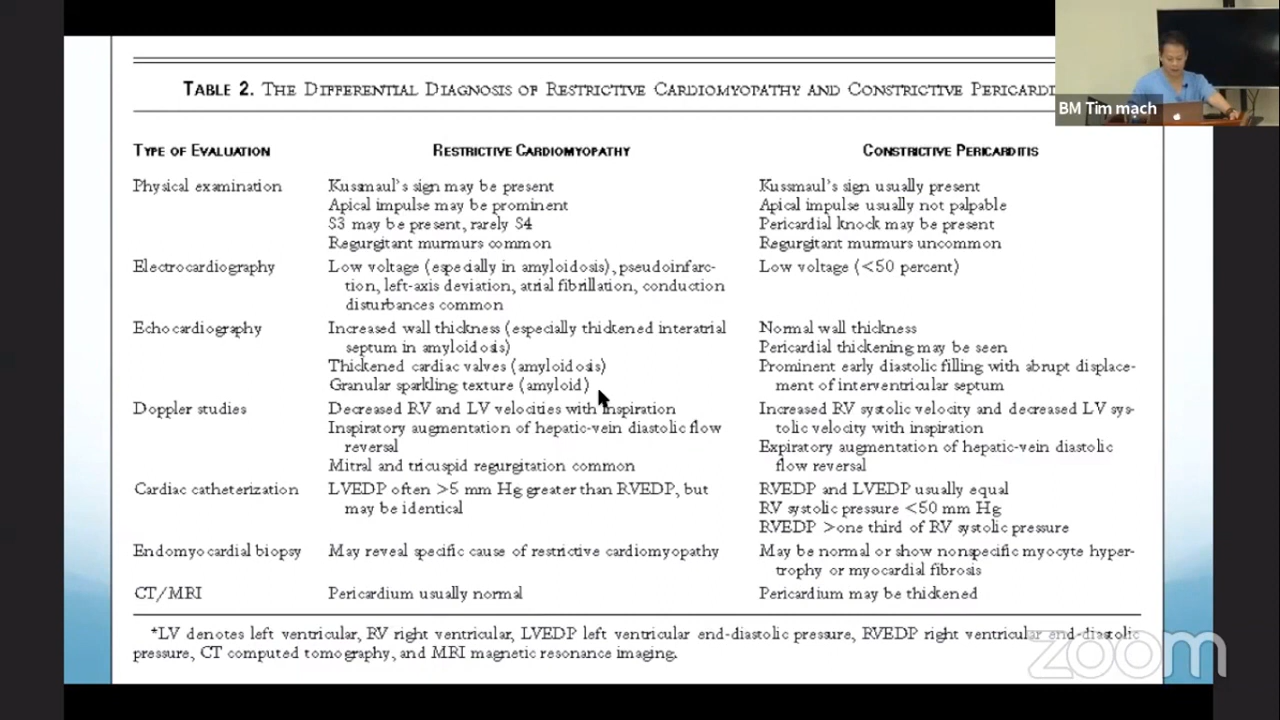 TABLE 2. THE DIFFERENTIAL DIAGNOSIS OF RESTRICTIVE CARDIOMYOPATHY AND CONSTRICTIVE PERICARDI
BM Tim mach
TYPE OF EVALUATION RESTRICTIVE CARDIOMYOPATHY CONSTRICTIVE PERICARDITIS
Physical examination Kussmaul's sign may be present Kussmaul's sign usually present
Apical impulse may be prominent Apical impulse usually not palpable
S3 may be present, rarely S4 Pericardial knock may be present
Regurgitant murmurs common Regurgitant murmurs uncommon
Electrocardiography Low voltage (especially in amyloidosis), pseudoinfarc- Low voltage (<50 percent)
tion, left-axis deviation, atrial fibrillation, conduction
disturbances common
Echocardiography Increased wall thickness (especially thickened interatrial Normal wall thickness
septum in amyloidosis) Pericardial thickening may be seen
Thickened cardiac valves (amyloidosis) Prominent early diastolic filling with abrupt displace-
Granular sparkling texture (amyloid) ment of interventricular septum
Doppler studies Decreased RV and LV velocities with inspiration Increased RV systolic velocity and decreased LV sys-
Inspiratory augmentation of hepatic-vein diastolic flow tolic velocity with inspiration
reversal Expiratory augmentation of hepatic-vein diastolic
Mitral and tricuspid regurgitation common flow reversal
Cardiac catheterization LVEDP often >5 mm Hg greater than RVEDP, but RVEDP and LVEDP usually equal
may be identical RV systolic pressure <50 mm Hg
RVEDP >one third of RV systolic pressure
Endomyocardial biopsy May reveal specific cause of restrictive cardiomyopathy May be normal or show nonspecific myocyte hyper-
trophy or myocardial fibrosis
CT/MRI Pericardium usually normal Pericardium may be thickened
*LV denotes left ventricular, RV right ventricular, LVEDP left ventricular end-diastolic pressure, RVEDP right ventricular end-diastolic
pressure, CT computed tomography, and MRI magnetic resonance imaging.
zoom